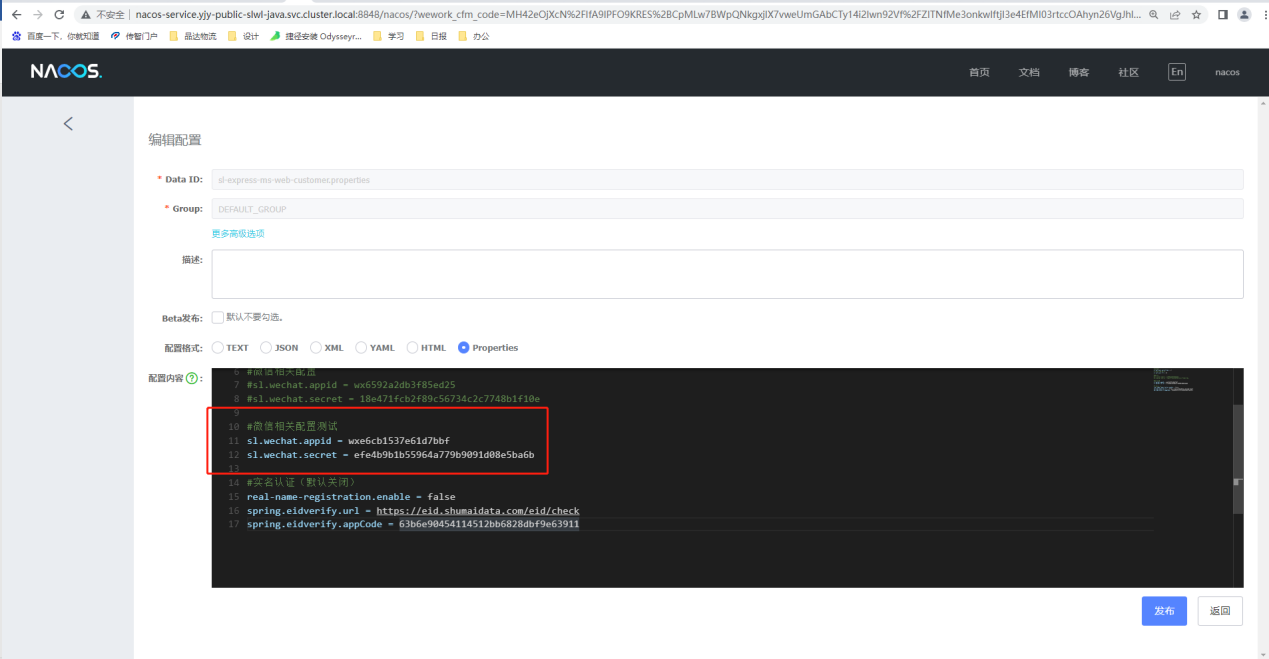 不安全 nacos-service.yjy-public-slwl-java.svc.cluster.local:8848/nacos/?wework_cfm_code=
百度一下，你就知道 传智门户 品达物流 设计 捷径安装 Odysseyr... 学习 日报 办公
NACOS. 首页 文档 博客 社区 En nacos
编辑配置
* Data ID: sl-express-ms-web-customer.properties
* Group: DEFAULT_GROUP
更多高级选项
描述:
Beta发布: 默认不要勾选。
配置格式: TEXT JSON XML YAML HTML Properties
配置内容 ? :
6 #微信相关配置
7 #sl.wechat.appid = wx6592a2db3f85ed25
8 #sl.wechat.secret = 18e471fcb2f89c56734c2c7748b1f10e
9
10 #微信相关配置测试
11 sl.wechat.appid = wxe6cb1537e61d7bbf
12 sl.wechat.secret = efe4b9b1b55964a779b9091d08e5ba6b
13
14 #实名认证（默认关闭）
15 real-name-registration.enable = false
16 spring.eidverify.url = https://eid.shumaidata.com/eid/check
17 spring.eidverify.appCode = 63b6e90454114512bb6828dbf9e63911
发布 返回